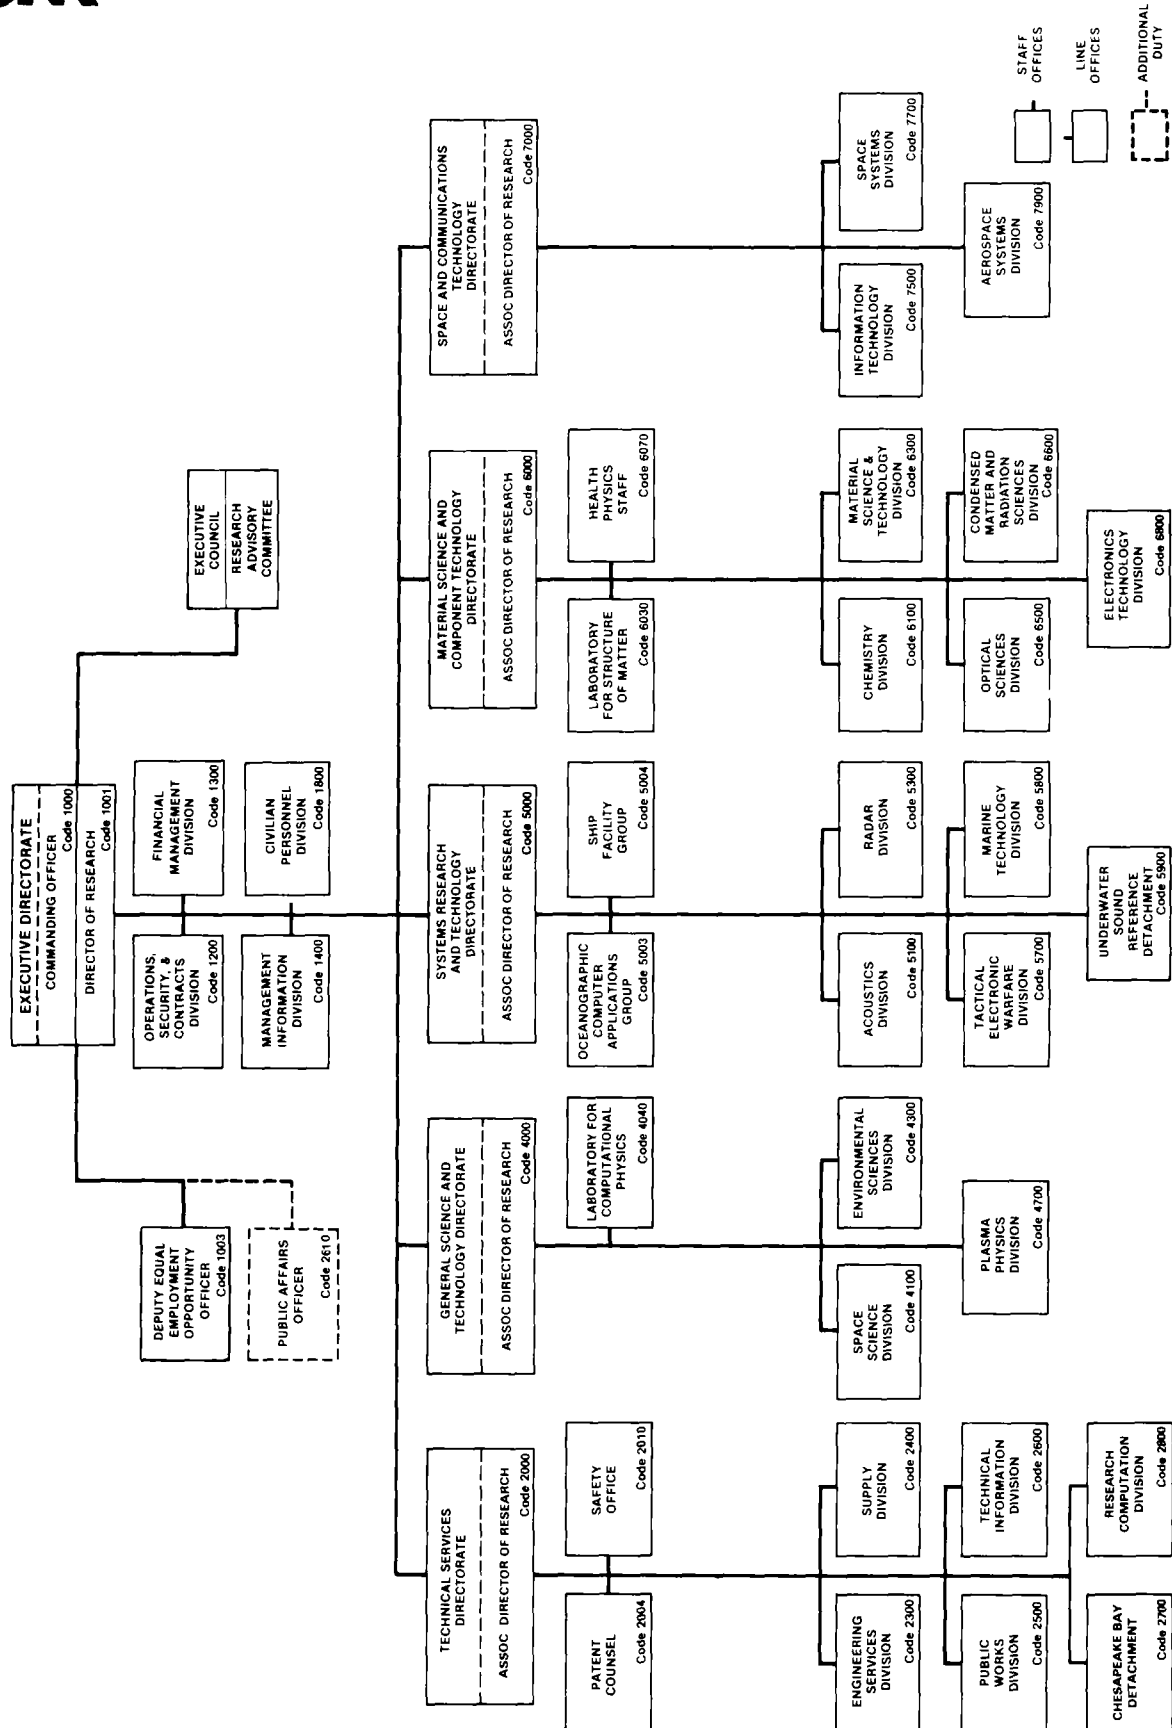 EXECUTIVE DIRECTORATE
COMMANDING OFFICER
Code 1000
DIRECTOR OF RESEARCH
Code 1001
EXECUTIVE
COUNCIL
RESEARCH
ADVISORY
COMMITTEE
DEPUTY EQUAL
EMPLOYMENT
OPPORTUNITY
OFFICER
Code 1003
PUBLIC AFFAIRS
OFFICER
Code 2610
OPERATIONS,
SECURITY, &
CONTRACTS
DIVISION
Code 1200
FINANCIAL
MANAGEMENT
DIVISION
Code 1300
MANAGEMENT
INFORMATION
DIVISION
Code 1400
CIVILIAN
PERSONNEL
DIVISION
Code 1800
TECHNICAL SERVICES
DIRECTORATE
ASSOC DIRECTOR OF RESEARCH
Code 2000
GENERAL SCIENCE AND
TECHNOLOGY DIRECTORATE
ASSOC DIRECTOR OF RESEARCH
Code 4000
SYSTEMS RESEARCH
AND TECHNOLOGY
DIRECTORATE
ASSOC DIRECTOR OF RESEARCH
Code 5000
MATERIAL SCIENCE AND
COMPONENT TECHNOLOGY
DIRECTORATE
ASSOC DIRECTOR OF RESEARCH
Code 6000
SPACE AND COMMUNICATIONS
TECHNOLOGY
DIRECTORATE
ASSOC DIRECTOR OF RESEARCH
Code 7000
PATENT
COUNSEL
Code 2004
SAFETY
OFFICE
Code 2010
LABORATORY FOR
COMPUTATIONAL
PHYSICS
Code 4040
OCEANOGRAPHIC
COMPUTER
APPLICATIONS
GROUP
Code 5003
SHIP
FACILITY
GROUP
Code 5004
LABORATORY
FOR STRUCTURE
OF MATTER
Code 6030
HEALTH
PHYSICS
STAFF
Code 6070
ENGINEERING
SERVICES
DIVISION
Code 2300
SUPPLY
DIVISION
Code 2400
SPACE
SCIENCE
DIVISION
Code 4100
ENVIRONMENTAL
SCIENCES
DIVISION
Code 4300
ACOUSTICS
DIVISION
Code 5100
RADAR
DIVISION
Code 5300
CHEMISTRY
DIVISION
Code 6100
MATERIAL
SCIENCE &
TECHNOLOGY
DIVISION
Code 6300
INFORMATION
TECHNOLOGY
DIVISION
Code 7500
SPACE
SYSTEMS
DIVISION
Code 7700
PUBLIC
WORKS
DIVISION
Code 2500
TECHNICAL
INFORMATION
DIVISION
Code 2600
PLASMA
PHYSICS
DIVISION
Code 4700
TACTICAL
ELECTRONIC
WARFARE
DIVISION
Code 5700
MARINE
TECHNOLOGY
DIVISION
Code 5800
OPTICAL
SCIENCES
DIVISION
Code 6500
CONDENSED
MATTER AND
RADIATION
SCIENCES
DIVISION
Code 6600
AEROSPACE
SYSTEMS
DIVISION
Code 7900
CHESAPEAKE BAY
DETACHMENT
Code 2700
RESEARCH
COMPUTATION
DIVISION
Code 2800
UNDERWATER
SOUND
REFERENCE
DETACHMENT
Code 5900
ELECTRONICS
TECHNOLOGY
DIVISION
Code 6800
STAFF
OFFICES
LINE
OFFICES
ADDITIONAL
DUTY